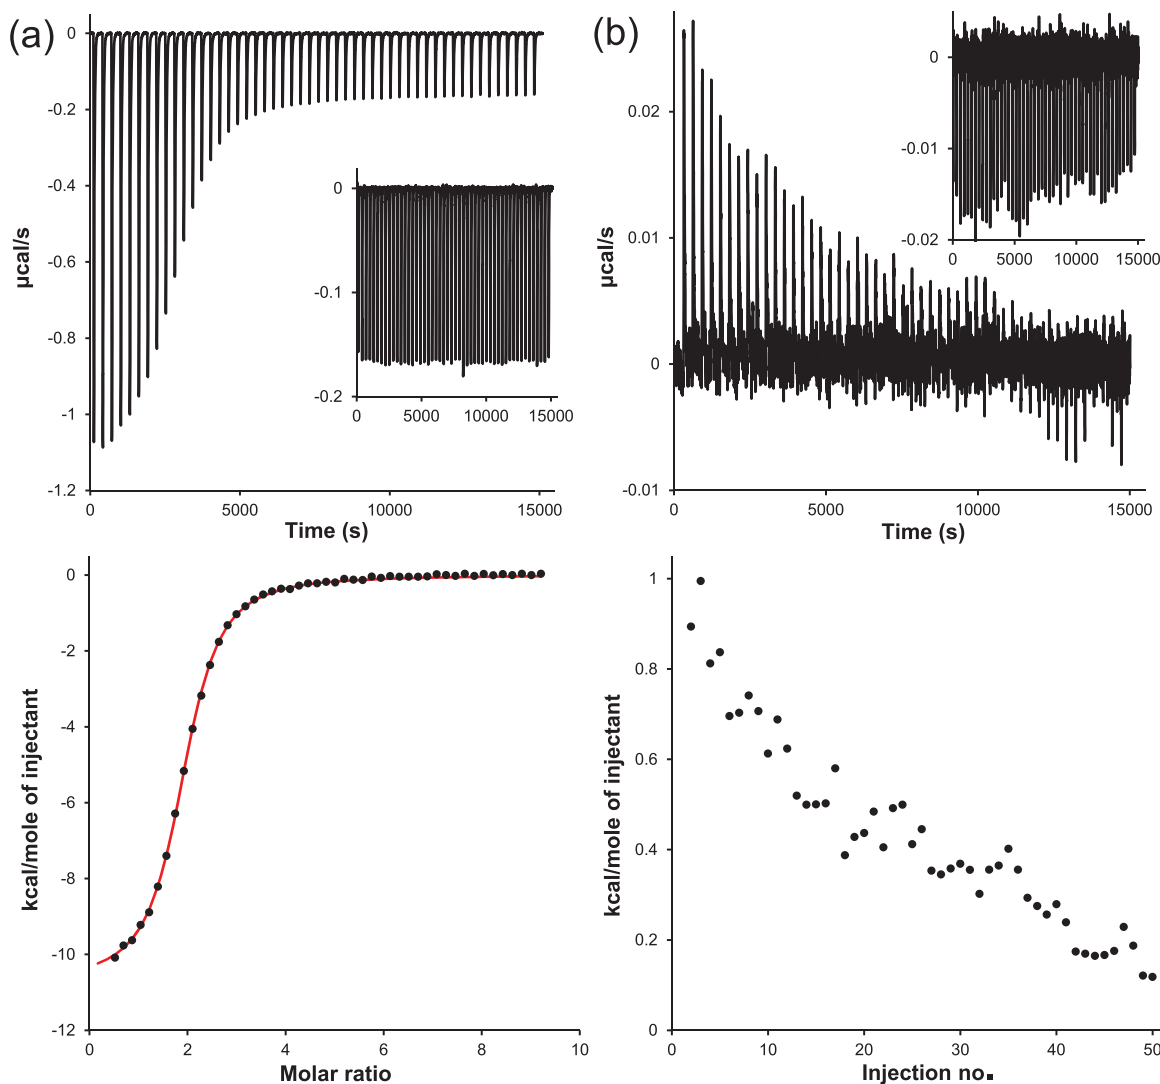 (a)
0
-0.2
-0.4
-0.6
-0.8
-1
-1.2
µcal/s
0 5000 10000 15000
Time (s)
0
-0.1
-0.2
0 5000 10000 15000
(b)
0.02
0.01
0
-0.01
µcal/s
0 5000 10000 15000
Time (s)
0
-0.01
-0.02
0 5000 10000 15000
0
-2
-4
-6
-8
-10
-12
kcal/mole of injectant
0 2 4 6 8 10
Molar ratio
1
0.8
0.6
0.4
0.2
0
kcal/mole of injectant
0 10 20 30 40 50
Injection no.